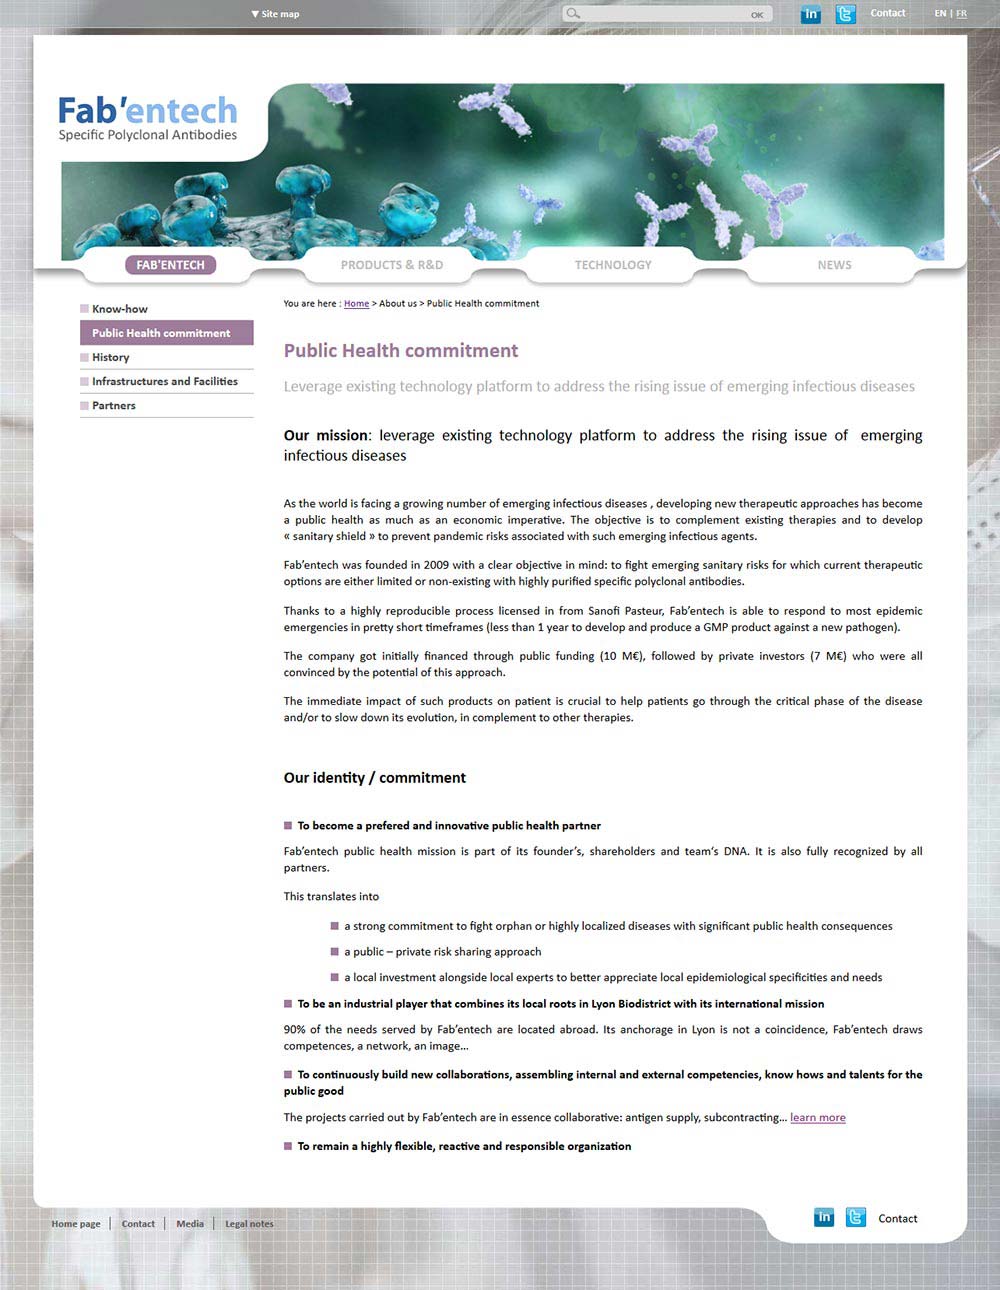 ▼ Site map
OK
in
t
Contact
EN | FR
Fab'entech
Specific Polyclonal Antibodies
FAB'ENTECH
PRODUCTS & R&D
TECHNOLOGY
NEWS
Know-how
Public Health commitment
History
Infrastructures and Facilities
Partners
You are here : Home > About us > Public Health commitment
Public Health commitment
Leverage existing technology platform to address the rising issue of emerging infectious diseases
Our mission: leverage existing technology platform to address the rising issue of emerging
infectious diseases
As the world is facing a growing number of emerging infectious diseases , developing new therapeutic approaches has become
a public health as much as an economic imperative. The objective is to complement existing therapies and to develop
« sanitary shield » to prevent pandemic risks associated with such emerging infectious agents.
Fab'entech was founded in 2009 with a clear objective in mind: to fight emerging sanitary risks for which current therapeutic
options are either limited or non-existing with highly purified specific polyclonal antibodies.
Thanks to a highly reproducible process licensed in from Sanofi Pasteur, Fab'entech is able to respond to most epidemic
emergencies in pretty short timeframes (less than 1 year to develop and produce a GMP product against a new pathogen).
The company got initially financed through public funding (10 M€), followed by private investors (7 M€) who were all
convinced by the potential of this approach.
The immediate impact of such products on patient is crucial to help patients go through the critical phase of the disease
and/or to slow down its evolution, in complement to other therapies.
Our identity / commitment
To become a prefered and innovative public health partner
Fab'entech public health mission is part of its founder's, shareholders and team's DNA. It is also fully recognized by all
partners.
This translates into
a strong commitment to fight orphan or highly localized diseases with significant public health consequences
a public – private risk sharing approach
a local investment alongside local experts to better appreciate local epidemiological specificities and needs
To be an industrial player that combines its local roots in Lyon Biodistrict with its international mission
90% of the needs served by Fab'entech are located abroad. Its anchorage in Lyon is not a coincidence, Fab'entech draws
competences, a network, an image...
To continuously build new collaborations, assembling internal and external competencies, know hows and talents for the
public good
The projects carried out by Fab'entech are in essence collaborative: antigen supply, subcontracting... learn more
To remain a highly flexible, reactive and responsible organization
Home page | Contact | Media | Legal notes
in
t
Contact